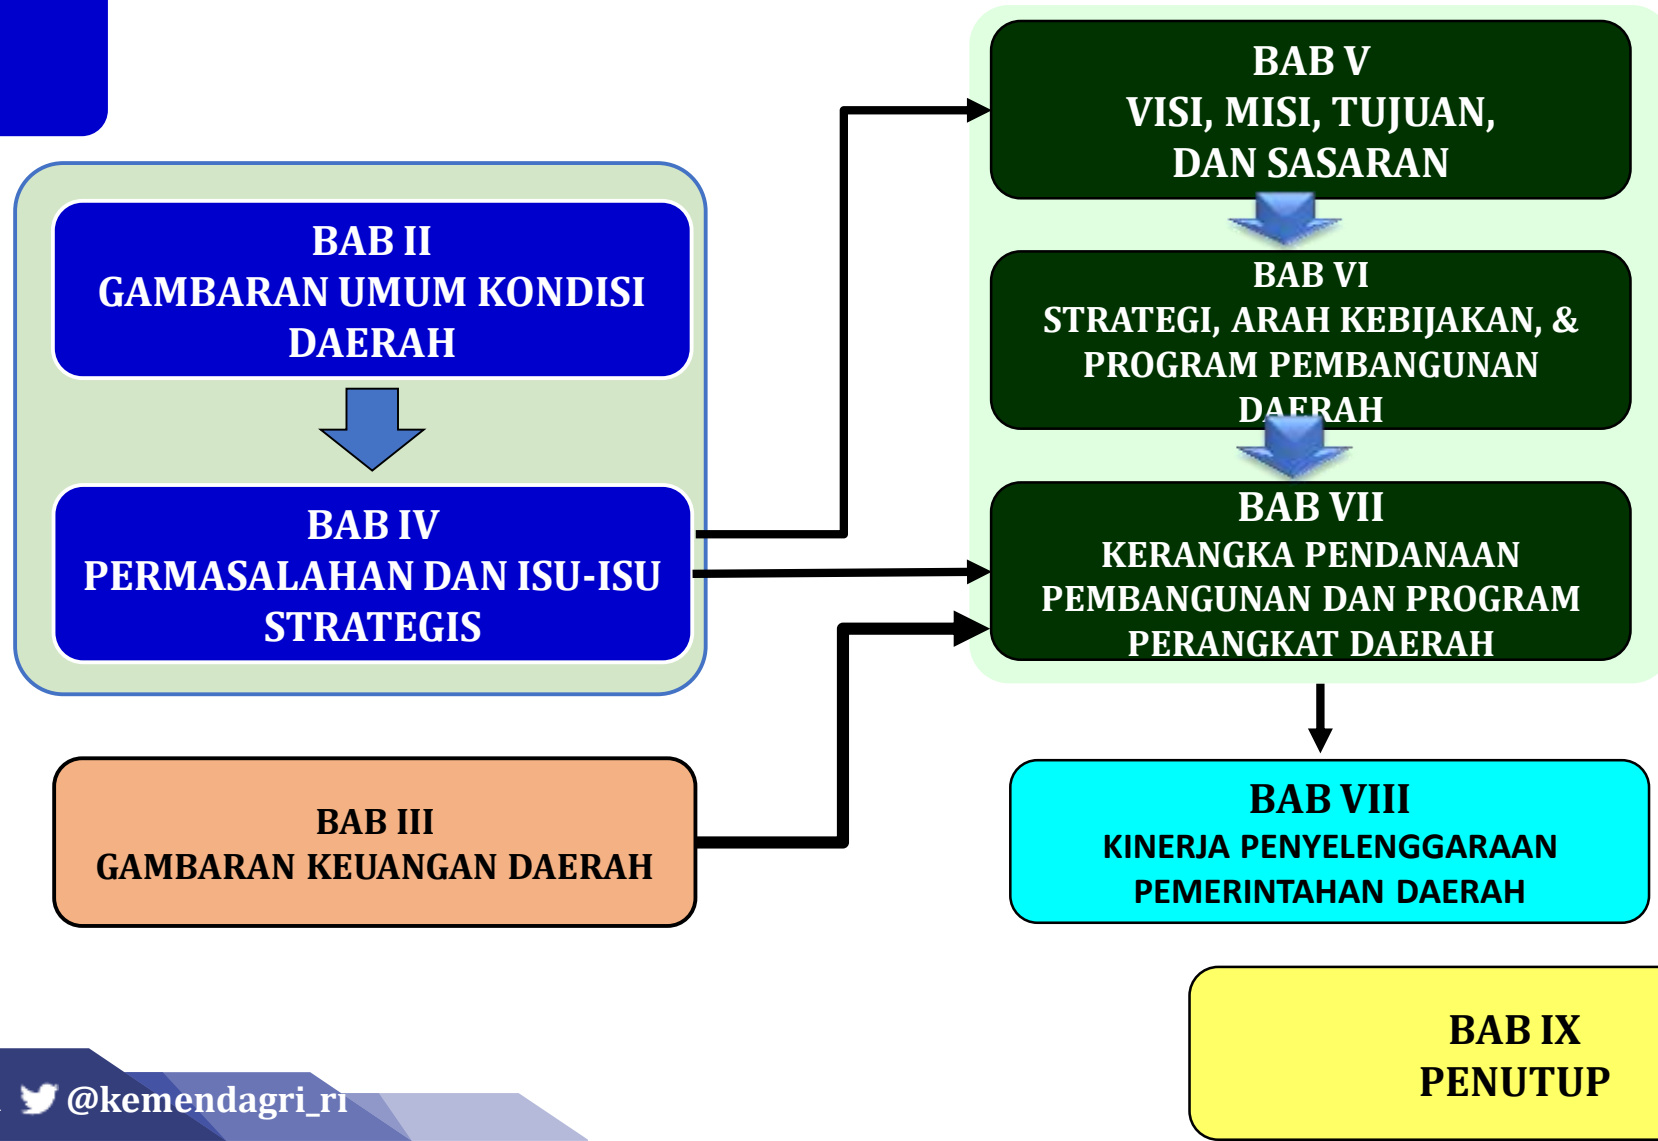 BAB II
GAMBARAN UMUM KONDISI
DAERAH
BAB IV
PERMASALAHAN DAN ISU-ISU
STRATEGIS
BAB III
GAMBARAN KEUANGAN DAERAH
BAB V
VISI, MISI, TUJUAN,
DAN SASARAN
BAB VI
STRATEGI, ARAH KEBIJAKAN, &
PROGRAM PEMBANGUNAN
DAERAH
BAB VII
KERANGKA PENDANAAN
PEMBANGUNAN DAN PROGRAM
PERANGKAT DAERAH
BAB VIII
KINERJA PENYELENGGARAAN
PEMERINTAHAN DAERAH
BAB IX
PENUTUP
@kemendagri_ri